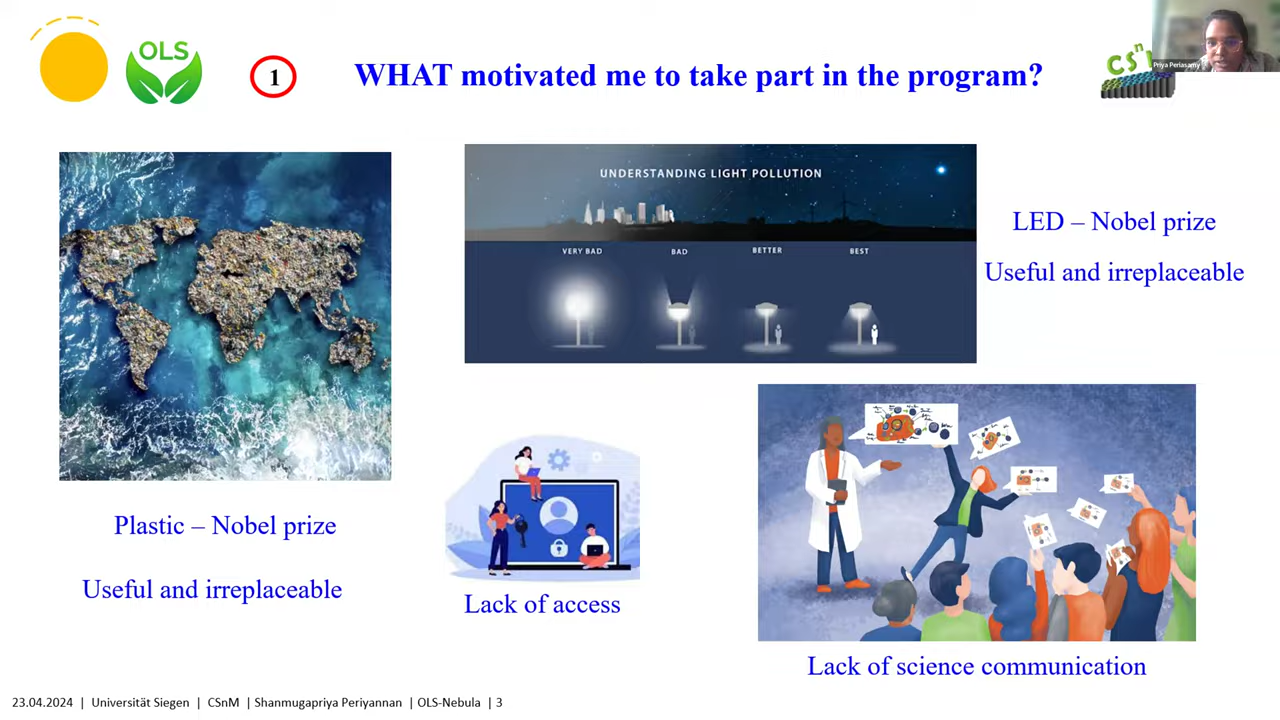 OLS
1
WHAT motivated me to take part in the program?
CSnM
Priya Periasamy
UNDERSTANDING LIGHT POLLUTION
VERY BAD
BAD
BETTER
BEST
LED – Nobel prize
Useful and irreplaceable
Plastic – Nobel prize
Useful and irreplaceable
Lack of access
Lack of science communication
23.04.2024 | Universität Siegen | CSnM | Shanmugapriya Periyannan | OLS-Nebula | 3